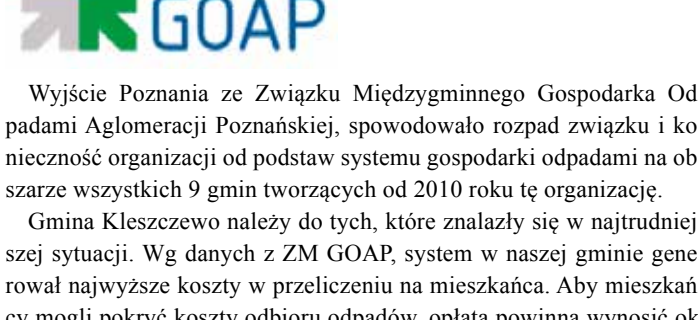 GOAP
Wyjście Poznania ze Związku Międzygminnego Gospodarka Od
padami Aglomeracji Poznańskiej, spowodowało rozpad związku i ko
nieczność organizacji od podstaw systemu gospodarki odpadami na ob
szarze wszystkich 9 gmin tworzących od 2010 roku tę organizację.
Gmina Kleszczewo należy do tych, które znalazły się w najtrudniej
szej sytuacji. Wg danych z ZM GOAP, system w naszej gminie gene
rował najwyższe koszty w przeliczeniu na mieszkańca. Aby mieszkań
cy mogli pokryć koszty odbioru odpadów, opłata powinna wynosić ok